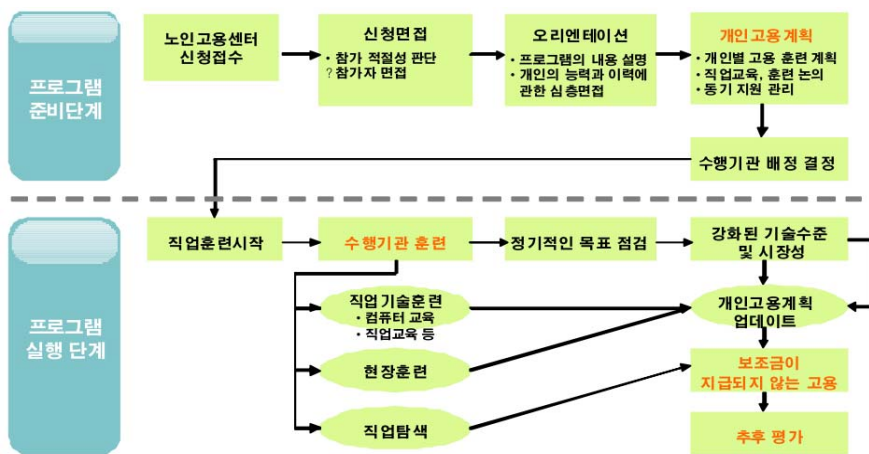 프로그램
준비단계
노인고용센터
신청접수
신청면접
· 참가 적절성 판단
? 참가자 면접
오리엔테이션
· 프로그램의 내용 설명
· 개인의 능력과 이력에
관한 심층면접
개인고용 계획
· 개인별 고용 훈련 계획
· 직업교육, 훈련 논의
· 동기 지원 관리
수행기관 배정 결정
프로그램
실행 단계
직업훈련시작
수행기관 훈련
정기적인 목표 점검
강화된 기술수준
및 시장성
직업기술훈련
· 컴퓨터 교육
· 직업교육 등
개인고용계획
업데이트
현장훈련
보조금이
지급되지 않는 고용
직업탐색
추후 평가